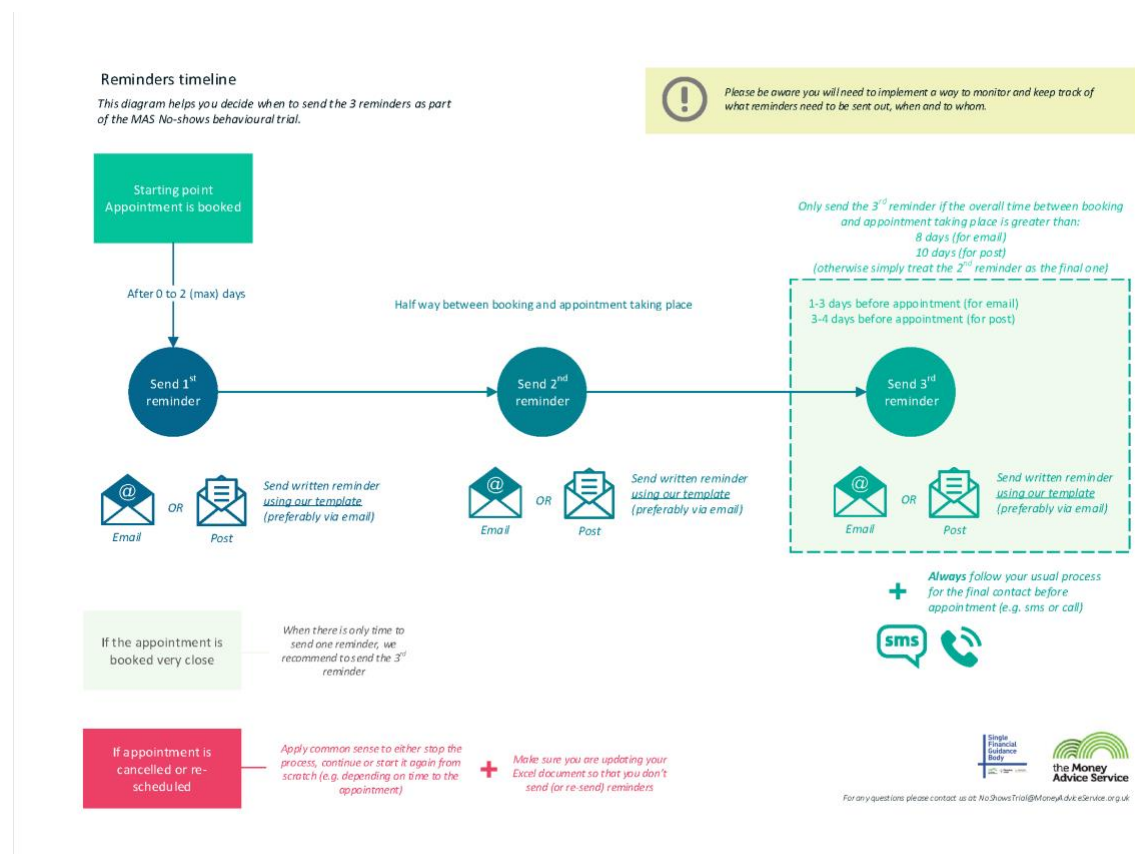 Reminders timeline
This diagram helps you decide when to send the 3 reminders as part
of the MAS No-shows behavioural trial.
Please be aware you will need to implement a way to monitor and keep track of
what reminders need to be sent out, when and to whom.
Starting point
Appointment is booked
Only send the 3rd reminder if the overall time between booking
and appointment taking place is greater than:
8 days (for email)
10 days (for post)
(otherwise simply treat the 2nd reminder as the final one)
After 0 to 2 (max) days
Half way between booking and appointment taking place
1-3 days before appointment (for email)
3-4 days before appointment (for post)
Send 1st
reminder
Send 2nd
reminder
Send 3rd
reminder
@
OR
Email
Post
Send written reminder
using our template
(preferably via email)
@
OR
Email
Post
Send written reminder
using our template
(preferably via email)
@
OR
Email
Post
Send written reminder
using our template
(preferably via email)
+
Always follow your usual process
for the final contact before
appointment (e.g. sms or call)
sms
If the appointment is
booked very close
When there is only time to
send one reminder, we
recommend to send the 3rd
reminder
If appointment is
cancelled or re-
scheduled
Apply common sense to either stop the
process, continue or start it again from
scratch (e.g. depending on time to the
appointment)
+
Make sure you are updating your
Excel document so that you don't
send (or re-send) reminders
Single
Financial
Guidance
Body
the Money
Advice Service
For any questions please contact us at: NoShowsTrial@MoneyAdviceService.org.uk